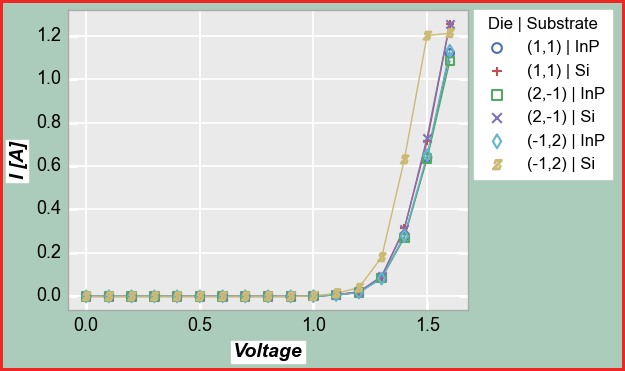 1.2
1.0
0.8
0.6
0.4
0.2
0.0
I [A]
0.0 0.5 1.0 1.5
Voltage
Die | Substrate
(1,1) | InP
(1,1) | Si
(2,-1) | InP
(2,-1) | Si
(-1,2) | InP
(-1,2) | Si